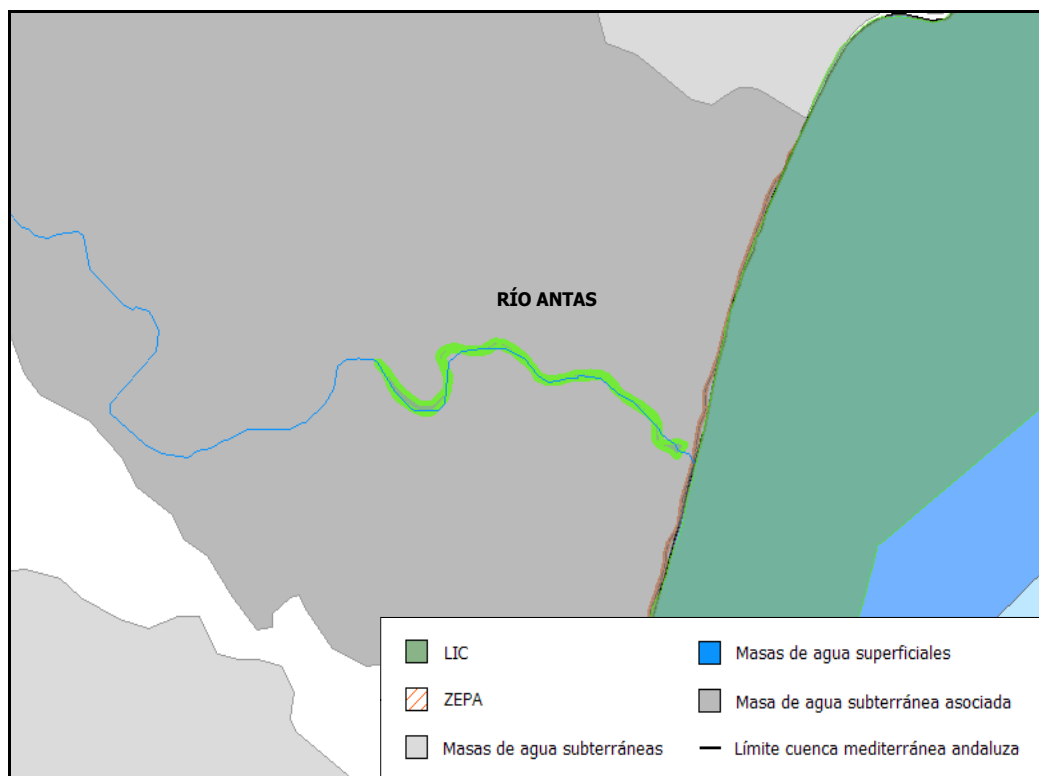 RÍO ANTAS
LIC
Masas de agua superficiales
ZEPA
Masa de agua subterránea asociada
Masas de agua subterráneas
Límite cuenca mediterránea andaluza